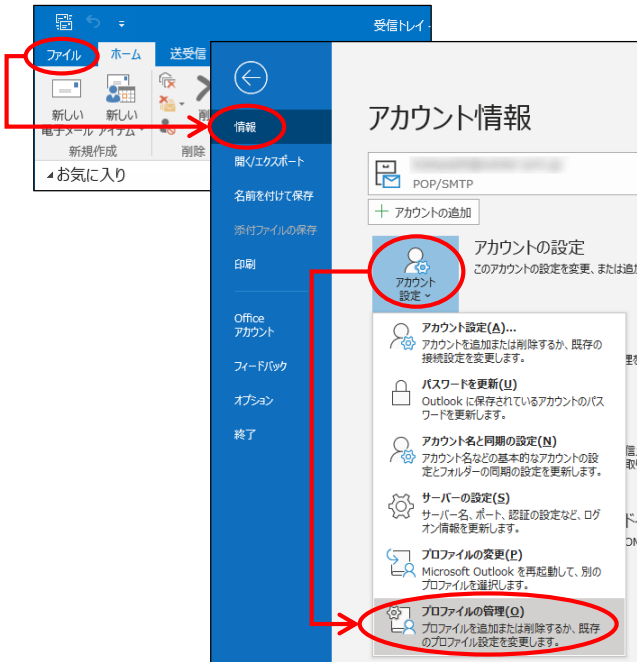 受信トレイ -
ファイル ホーム 送受信
新しい
電子メール
新しい
アイテム
削
新規作成
削除
お気に入り
情報
開く/エクスポート
名前を付けて保存
添付ファイルの保存
印刷
Office
アカウント
フィードバック
オプション
終了
アカウント情報
POP/SMTP
アカウントの追加
アカウント
設定
アカウントの設定
このアカウントの設定を変更、または追加
アカウント設定(A)...
アカウントを追加または削除するか、既存の
接続設定を変更します。
パスワードを更新(U)
Outlook に保存されているアカウントのパス
ワードを更新します。
アカウント名と同期の設定(N)
アカウント名などの基本的なアカウントの設
定とフォルダーの同期の設定を更新します。
サーバーの設定(S)
サーバー名、ポート、認証の設定など、ログ
オン情報を更新します。
プロファイルの変更(P)
Microsoft Outlook を再起動して、別の
プロファイルを選択します。
プロファイルの管理(O)
プロファイルを追加または削除するか、既存
のプロファイル設定を変更します。